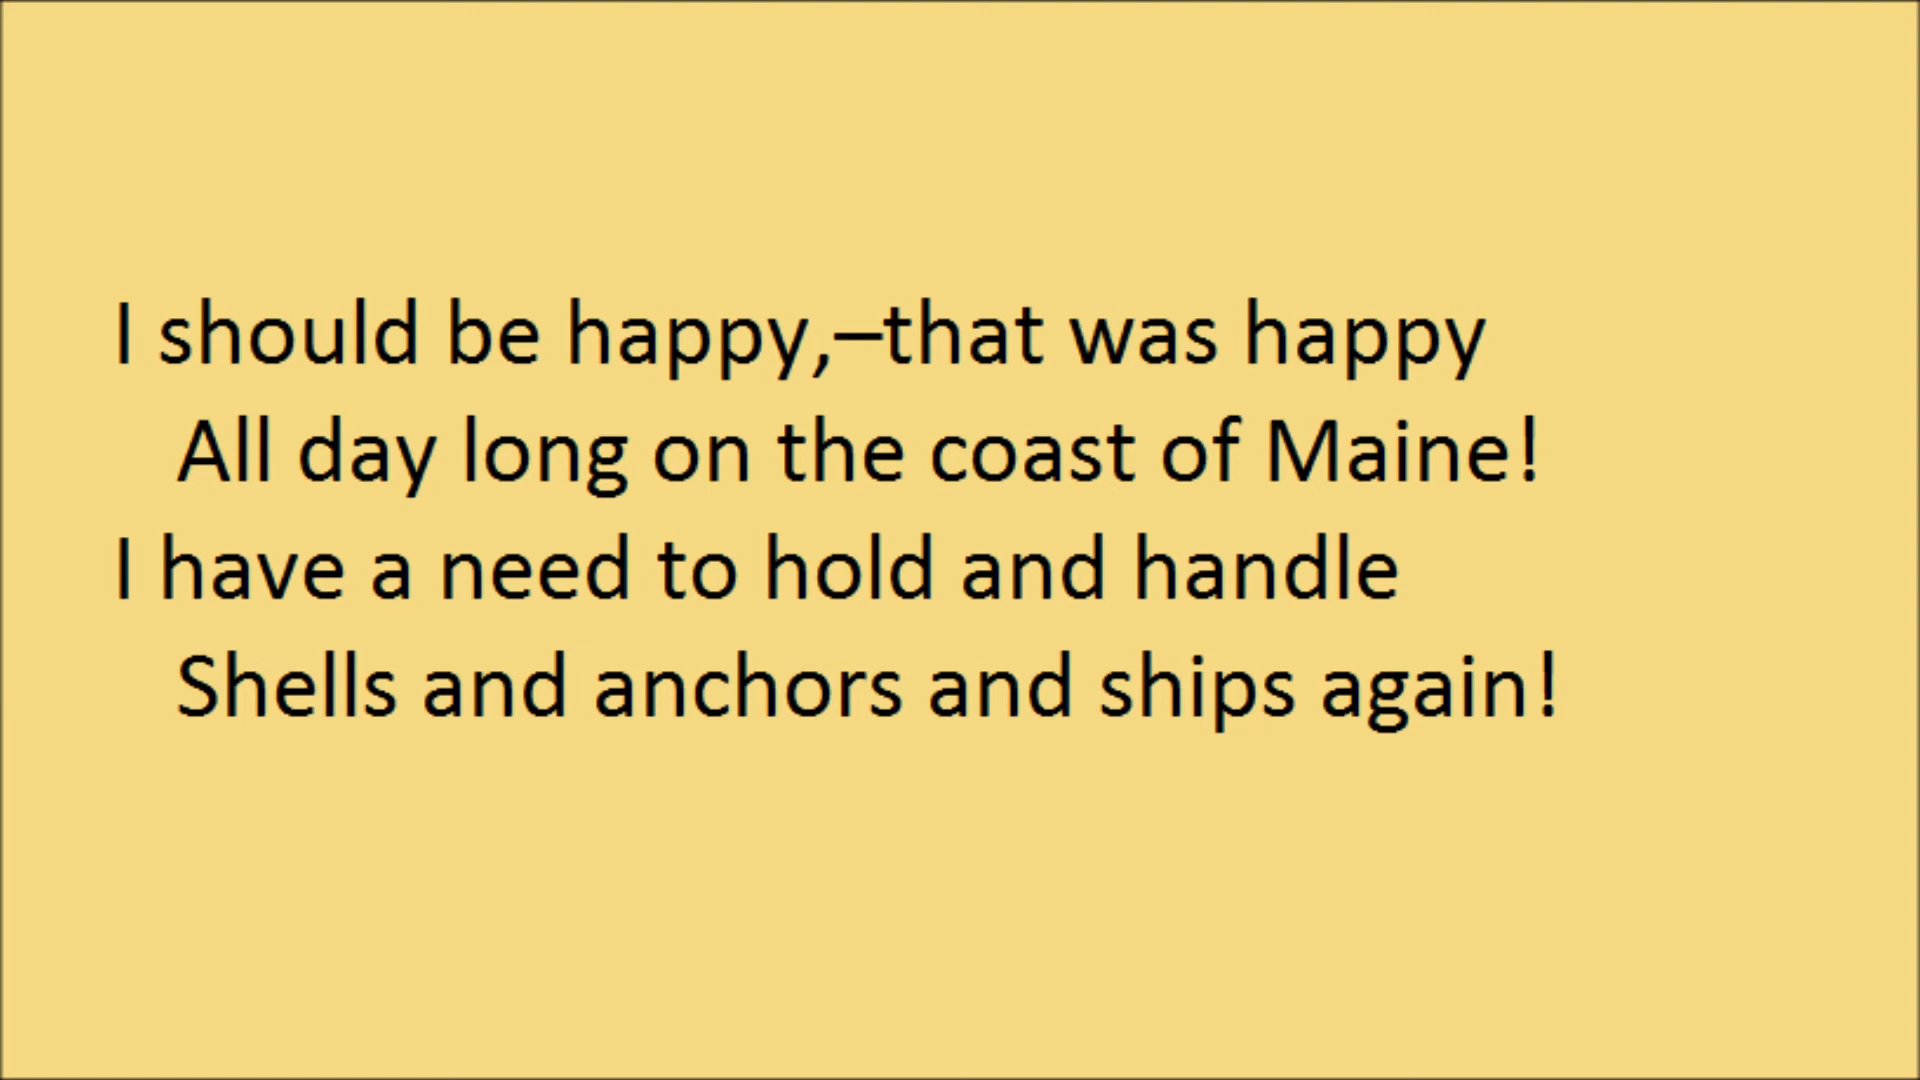 I should be happy,–that was happy
All day long on the coast of Maine!
I have a need to hold and handle
Shells and anchors and ships again!